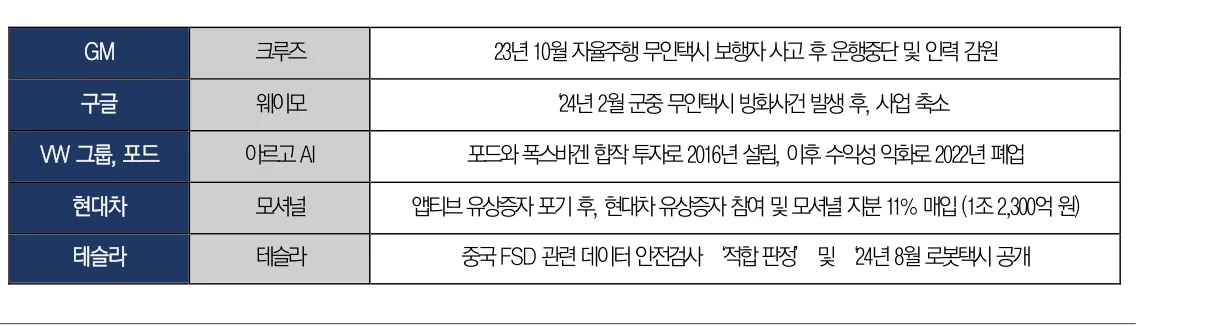 GM 크루즈 23년 10월 자율주행 무인택시 보행자 사고 후 운행중단 및 인력 감원
구글 웨이모 '24년 2월 군중 무인택시 방화사건 발생 후, 사업 축소
VW 그룹, 포드 아르고 AI 포드와 폭스바겐 합작 투자로 2016년 설립, 이후 수익성 악화로 2022년 폐업
현대차 모셔널 앱티브 유상증자 포기 후, 현대차 유상증자 참여 및 모셔널 지분 11% 매입 (1조 2,300억 원)
테슬라 테슬라 중국 FSD 관련 데이터 안전검사 ‘적합 판정’ 및 ‘24년 8월 로봇택시 공개